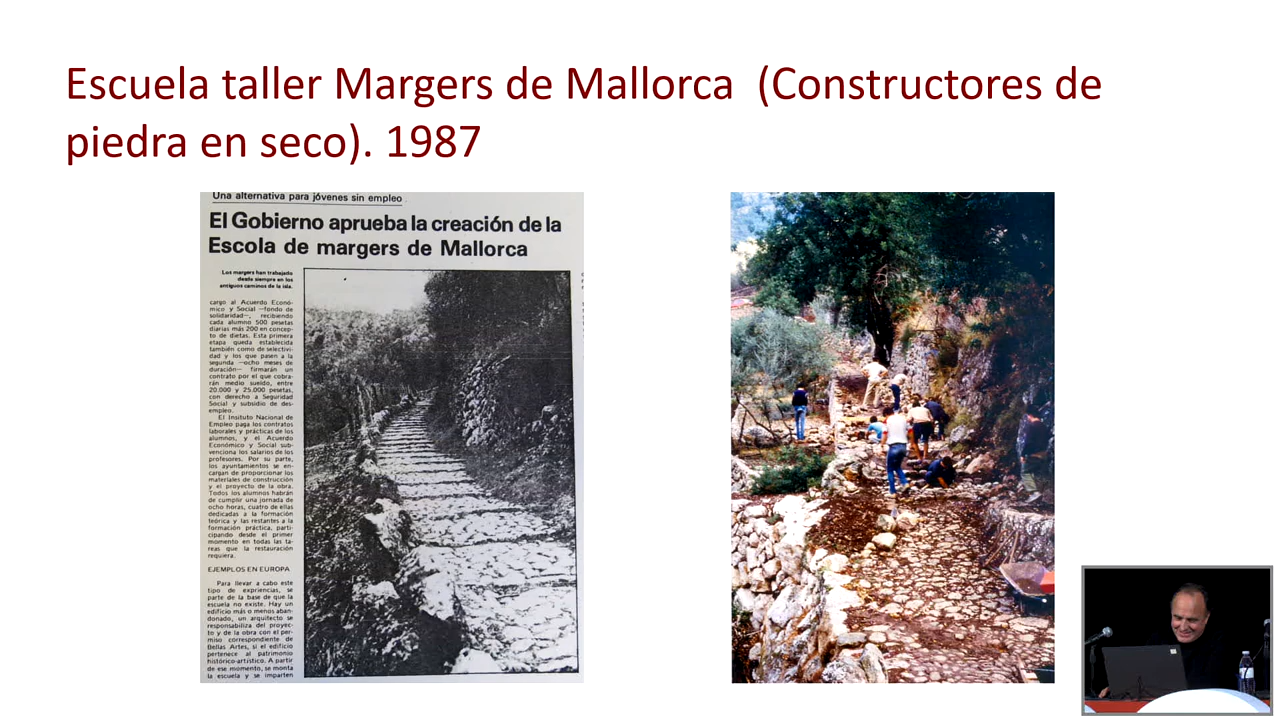 Escuela taller Margers de Mallorca (Constructores de
piedra en seco). 1987
Una alternativa para jóvenes sin empleo
El Gobierno aprueba la creación de la
Escola de margers de Mallorca
Los margers han trabajado
desde siempre en los
antiguos caminos de la isla.
cargo al Acuerdo Econó-
mico y Social —fondo de
solidaridad—, recibiendo
cada alumno 500 pesetas
diarias más 200 en concep-
to de dietas. Esta primera
etapa queda establecida
también como de selectivi-
dad y los que pasen a la
segunda —ocho meses de
duración— firmarán un
contrato por el que cobra-
rán medio sueldo, entre
20.000 y 25.000 pesetas,
con derecho a Seguridad
Social y subsidio de des-
empleo.
El Insituto Nacional de
Empleo paga los contratos
laborales y prácticas de los
alumnos, y el Acuerdo
Económico y Social sub-
venciona los salarios de los
profesores. Por su parte,
los ayuntamientos se en-
cargan de proporcionar los
materiales de construcción
y el proyecto de la obra.
Todos los alumnos habrán
de cumplir una jornada de
ocho horas, cuatro de ellas
dedicadas a la formación
teórica y las restantes a la
formación práctica, parti-
cipando desde el primer
momento en todas las ta-
reas que la restauración
requiera.
EJEMPLOS EN EUROPA
Para llevar a cabo este
tipo de expriencias, se
parte de la base de que la
escuela no existe. Hay un
edificio más o menos aban-
donado, un arquitecto se
responsabiliza del proyec-
to y de la obra con el per-
miso correspondiente de
Bellas Artes, si el edificio
pertenece al patrimonio
histórico-artístico. A partir
de ese momento, se monta
la escuela y se imparten